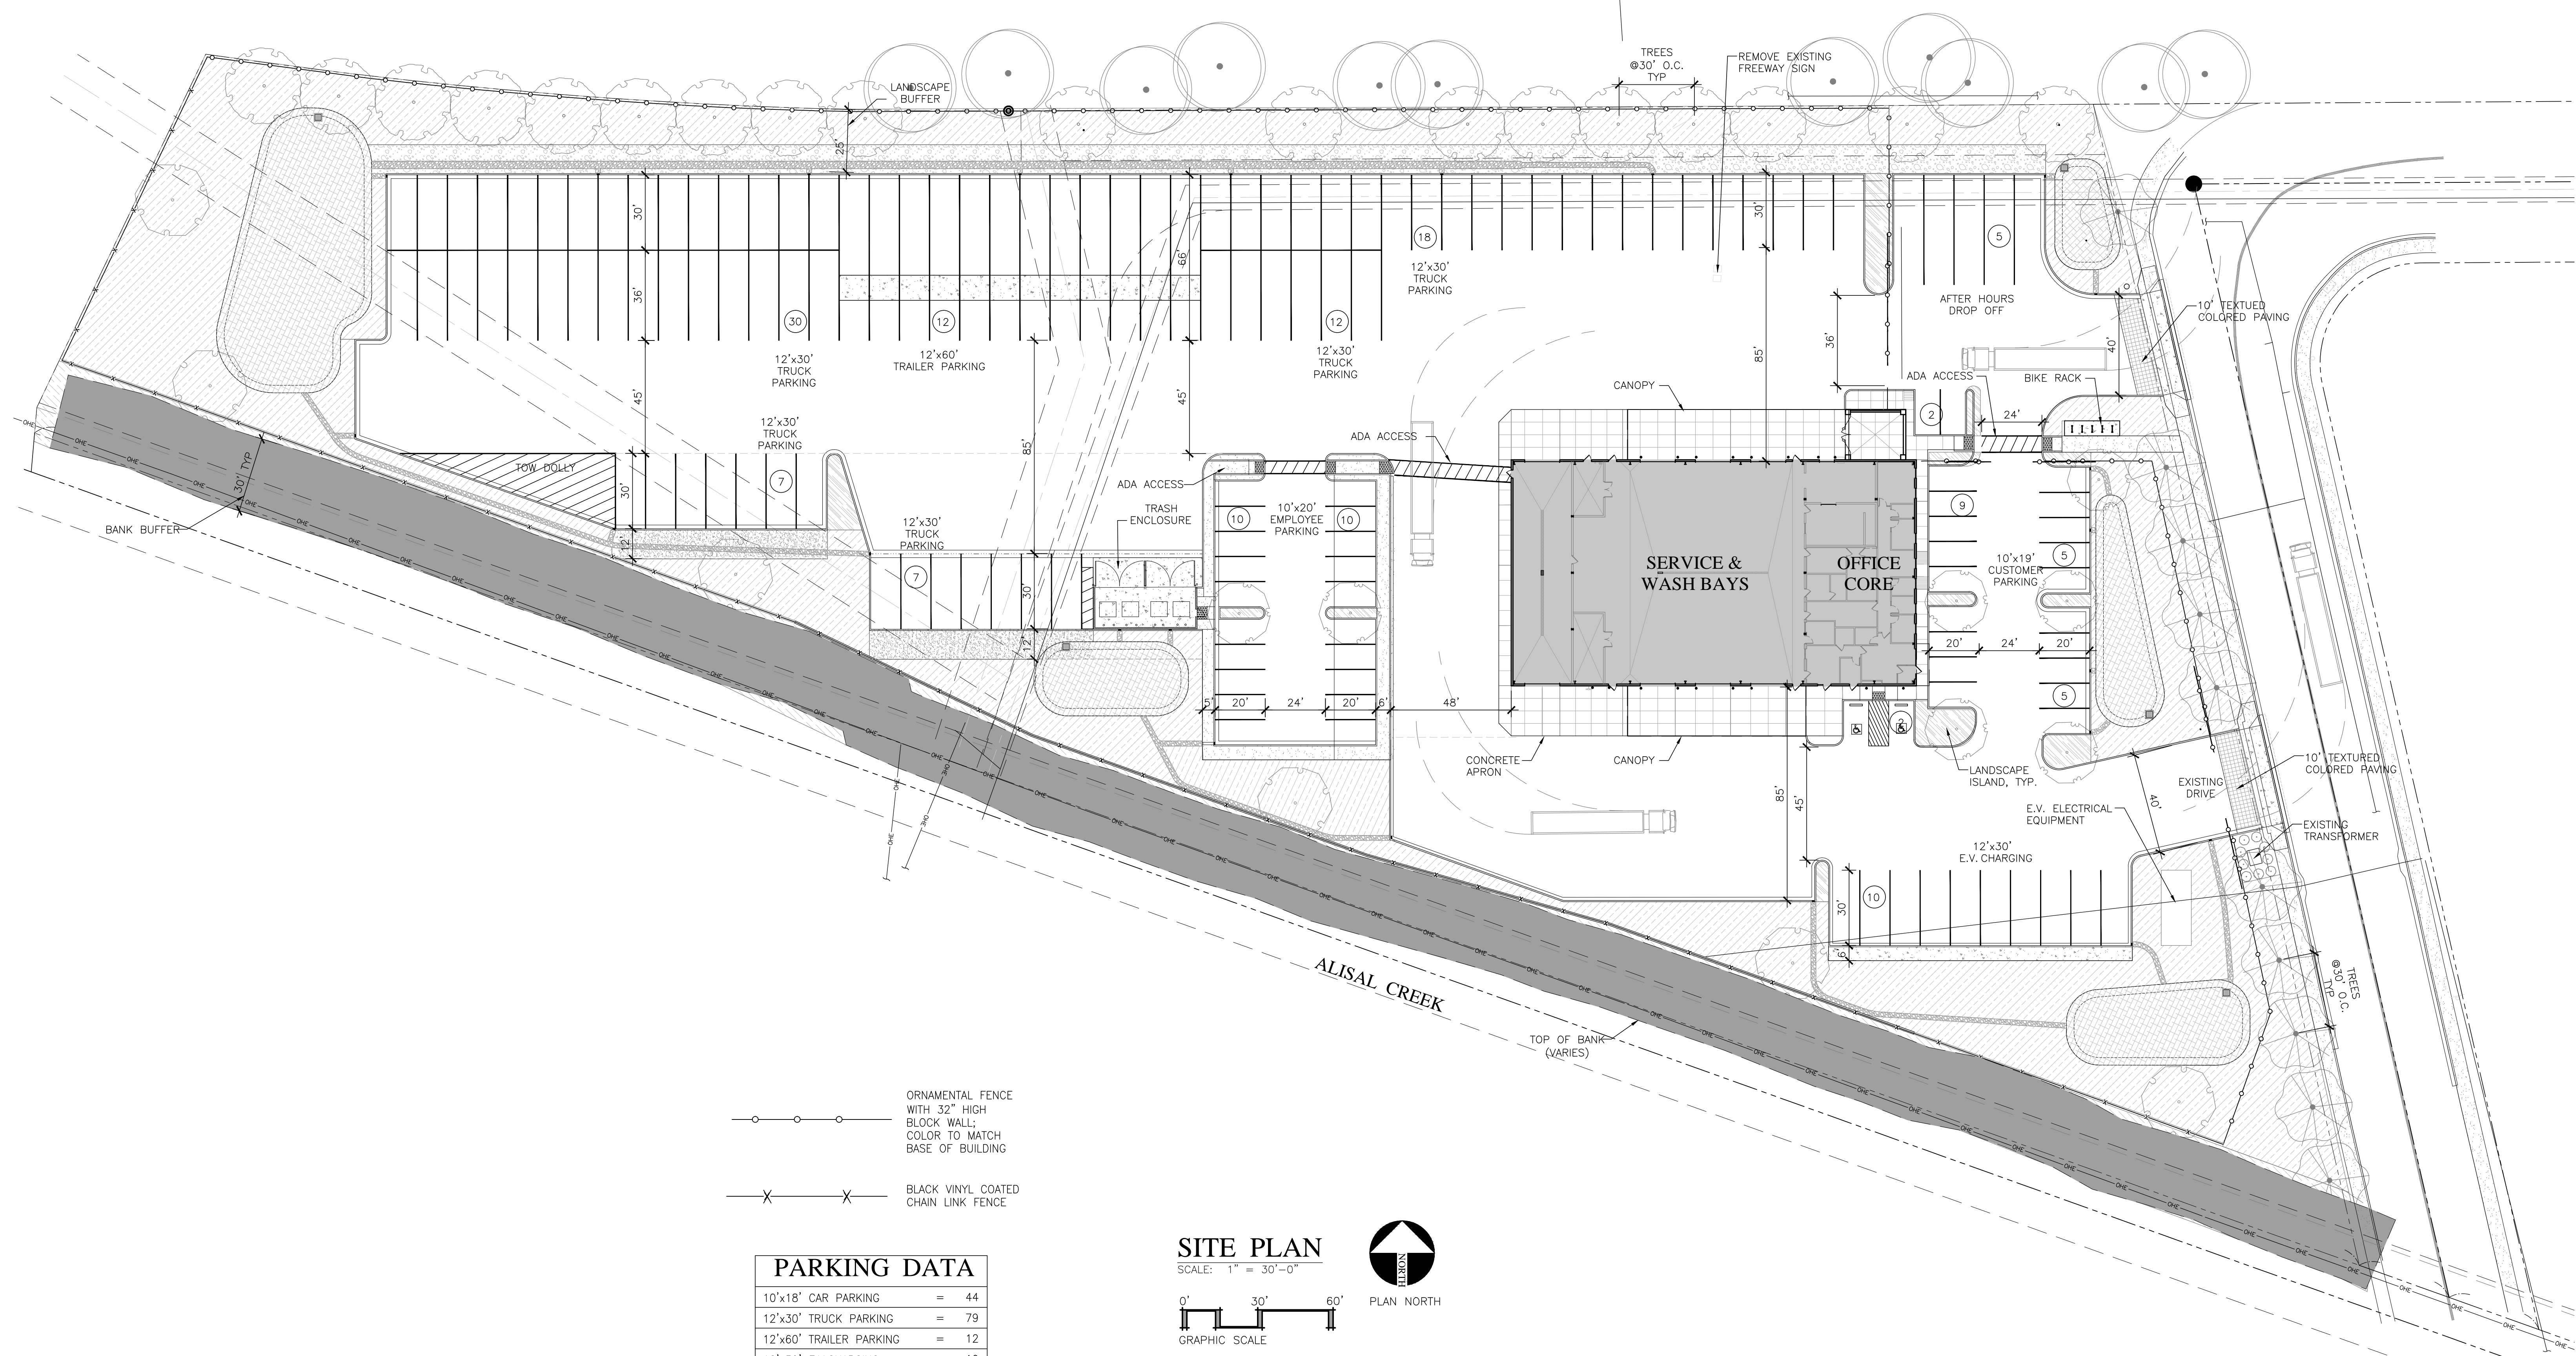 TREES
@30' O.C.
TYP
REMOVE EXISTING
FREEWAY SIGN
LANDSCAPE
BUFFER
25'
30'
36'
45'
30
12'x30'
TRUCK
PARKING
12
12'x60'
TRAILER PARKING
66'
45'
12
12'x30'
TRUCK
PARKING
18
12'x30'
TRUCK
PARKING
30'
85'
36'
5
AFTER HOURS
DROP OFF
10' TEXTUED
COLORED PAVING
40'
CANOPY
ADA ACCESS
BIKE RACK
2
24'
12'x30'
TRUCK
PARKING
TOW DOLLY
7
30'
12'
85'
ADA ACCESS
ADA ACCESS
TRASH
ENCLOSURE
30' TYP
BANK BUFFER
12'x30'
TRUCK
PARKING
7
30'
12'
10
10'x20'
EMPLOYEE
PARKING
10
SERVICE &
WASH BAYS
OFFICE
CORE
9
10'x19'
CUSTOMER
PARKING
5
20'
24'
20'
5
5'
20'
24'
20'
6'
48'
2
CONCRETE
APRON
CANOPY
85'
45'
LANDSCAPE
ISLAND, TYP.
EXISTING
DRIVE
10' TEXTURED
COLORED PAVING
40'
E.V. ELECTRICAL
EQUIPMENT
EXISTING
TRANSFORMER
12'x30'
E.V. CHARGING
10
30'
6'
TREES
@30' O.C.
TYP
ALISAL CREEK
TOP OF BANK
(VARIES)
OHE
ORNAMENTAL FENCE
WITH 32" HIGH
BLOCK WALL;
COLOR TO MATCH
BASE OF BUILDING
BLACK VINYL COATED
CHAIN LINK FENCE
PARKING DATA
10'x18' CAR PARKING = 44
12'x30' TRUCK PARKING = 79
12'x60' TRAILER PARKING = 12
SITE PLAN
SCALE: 1" = 30'-0"
0' 30' 60'
GRAPHIC SCALE
NORTH
PLAN NORTH